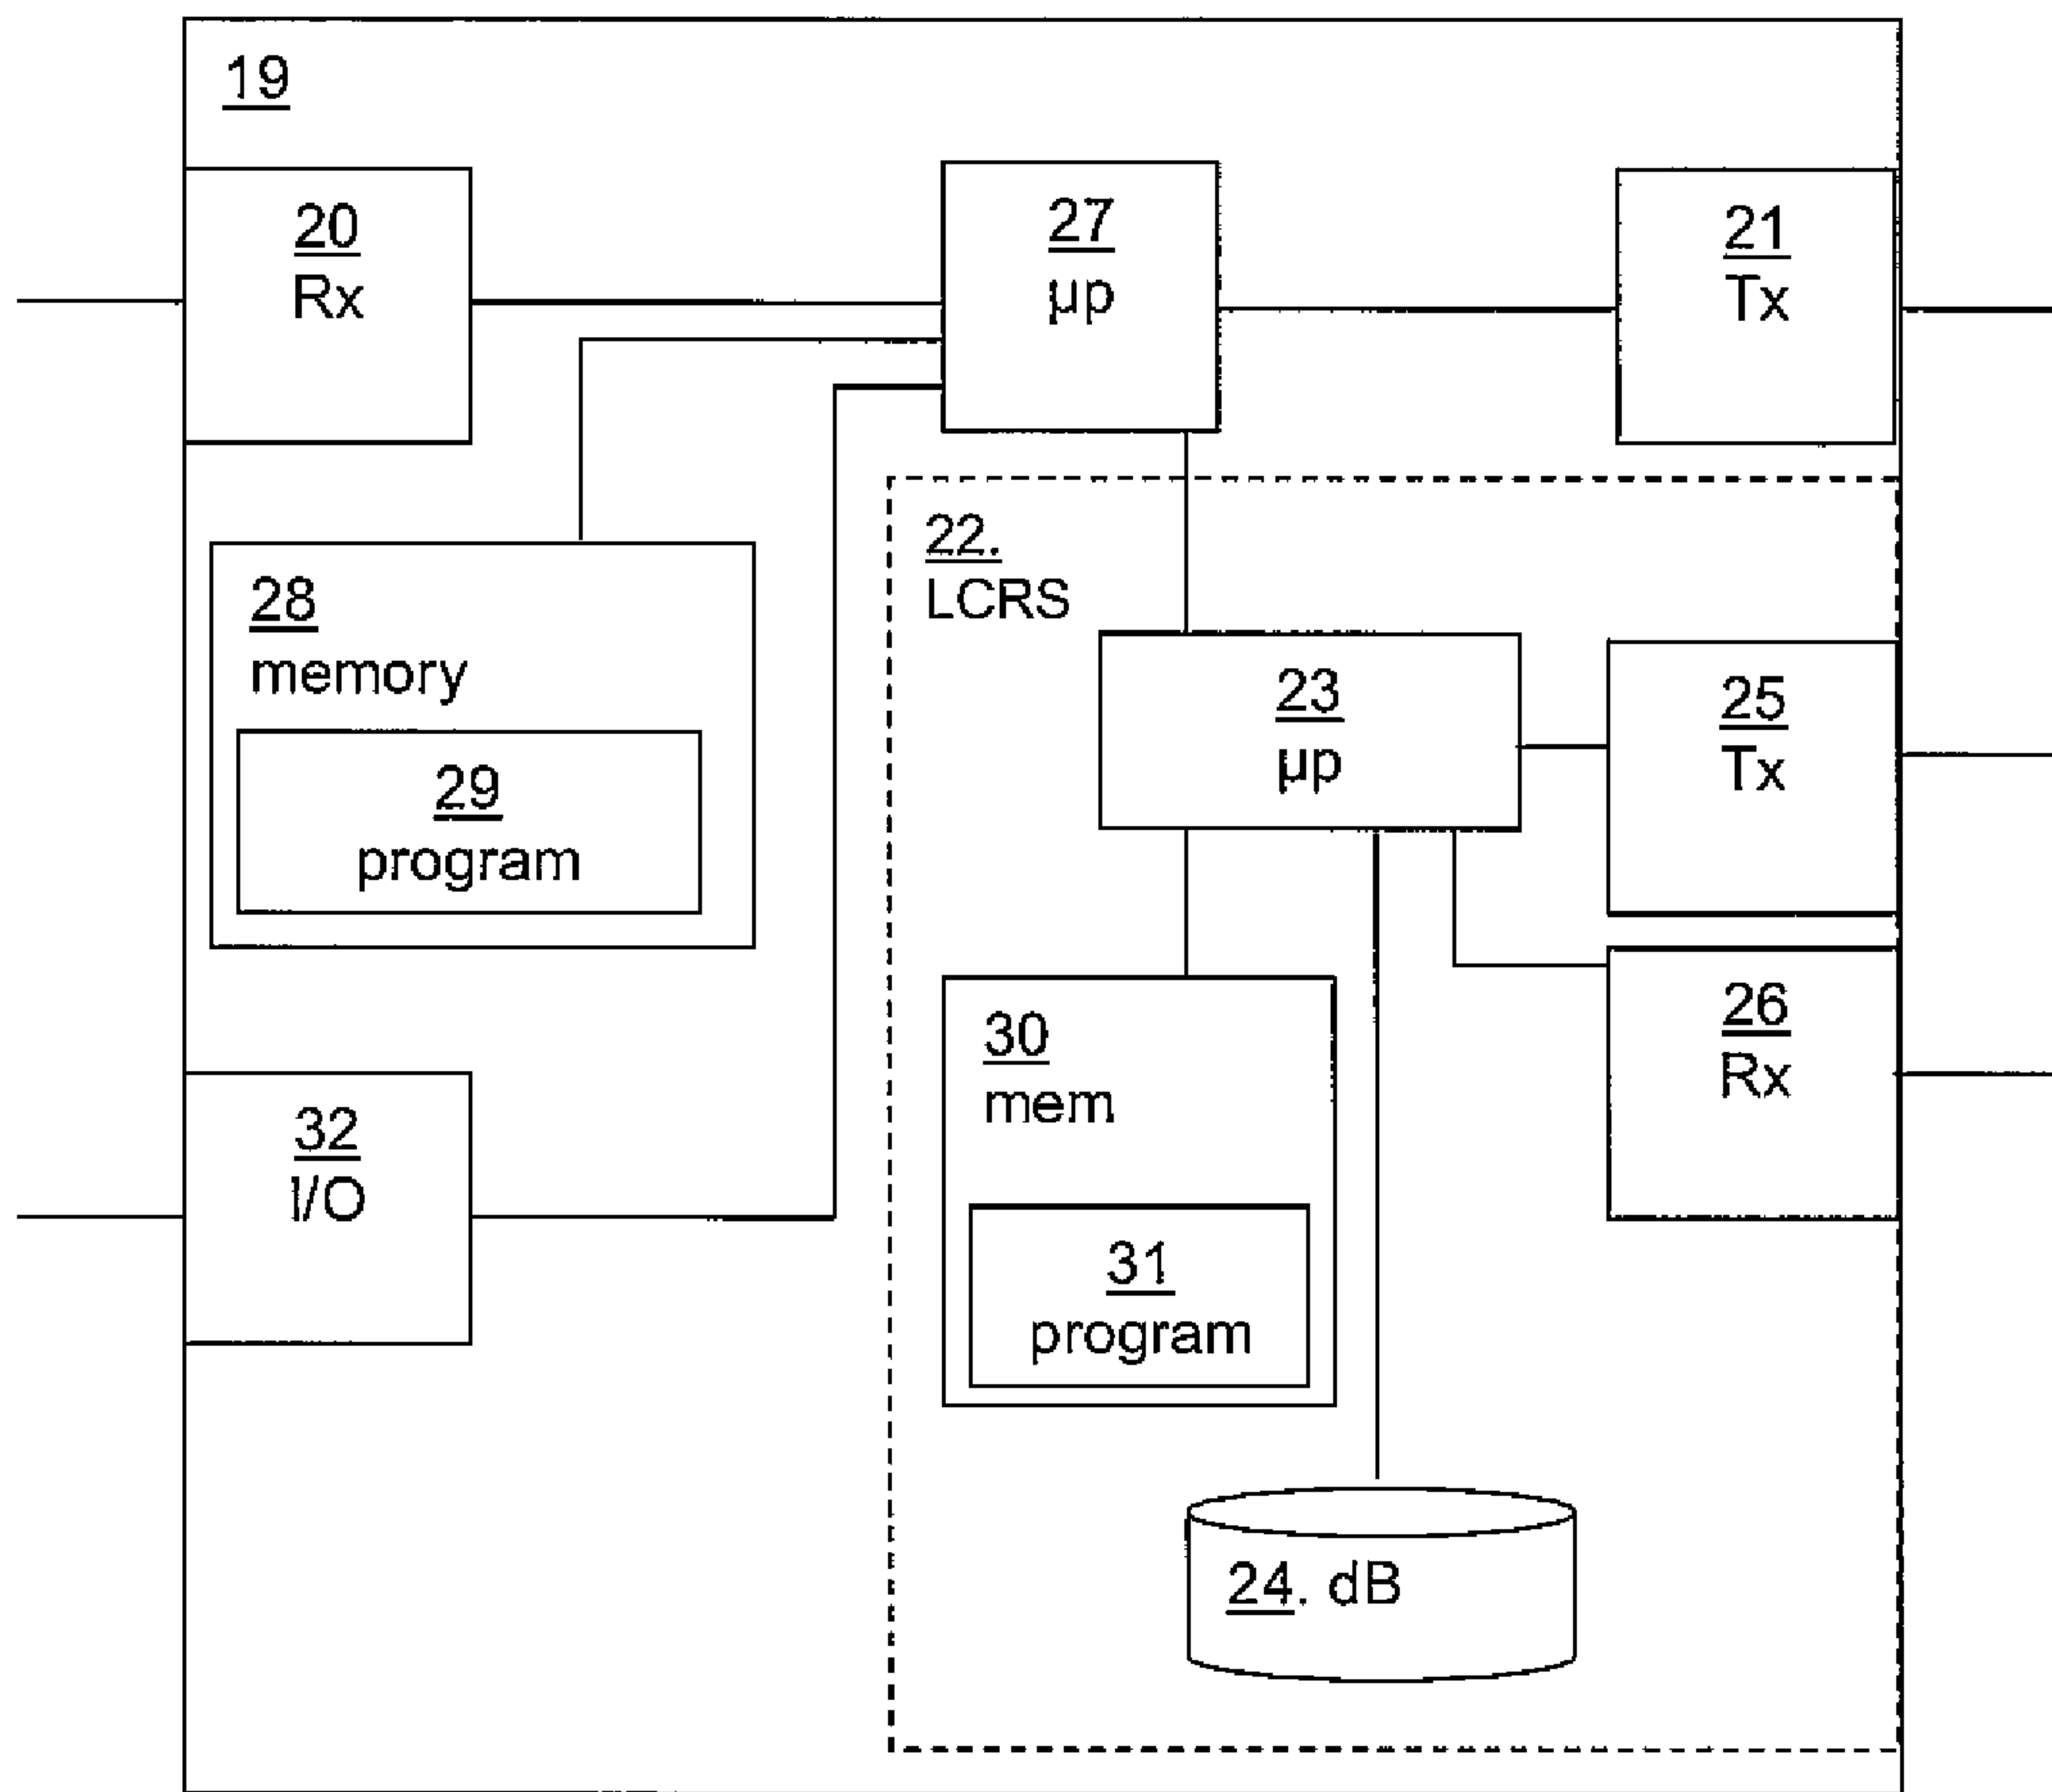 19
20
Rx
27
µp
21
Tx
22.
LCRS
28
memory
23
µp
25
Tx
29
program
26
Rx
30
mem
32
I/O
31
program
24. dB